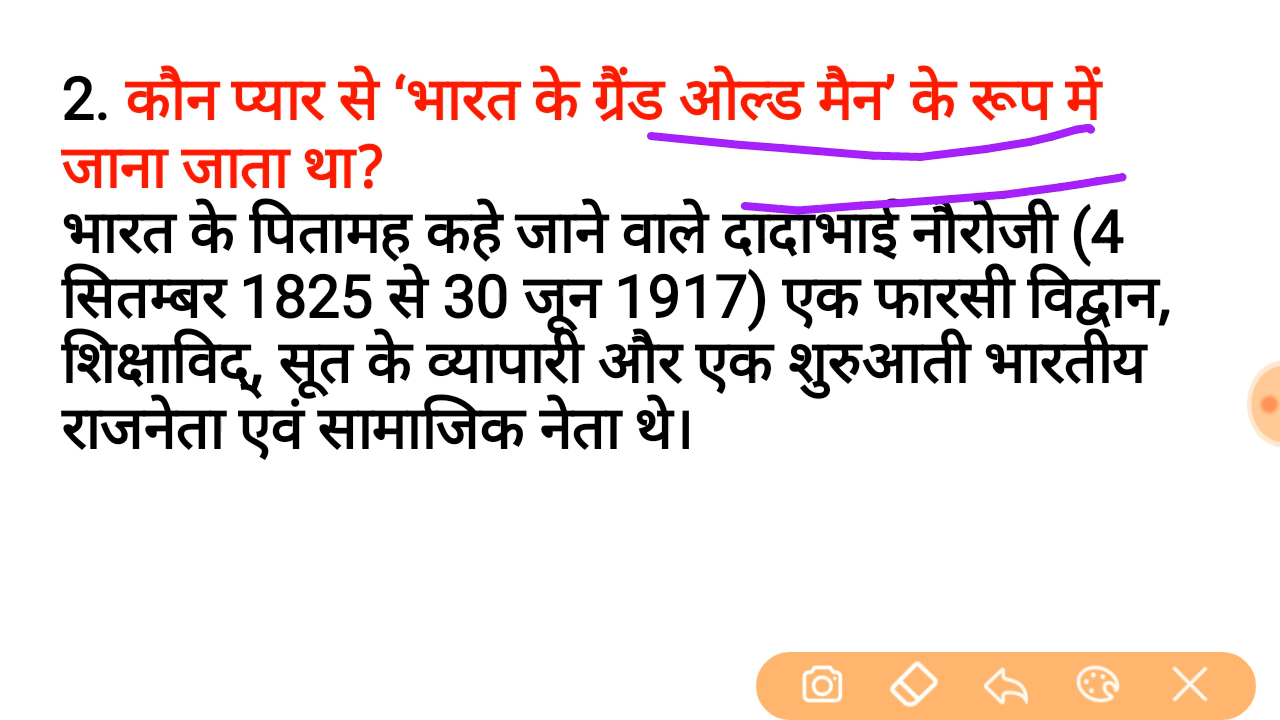 2. कौन प्यार से ‘भारत के ग्रैंड ओल्ड मैन’ के रूप में
जाना जाता था?
भारत के पितामह कहे जाने वाले दादाभाई नौरोजी (4
सितम्बर 1825 से 30 जून 1917) एक फारसी विद्वान,
शिक्षाविद्, सूत के व्यापारी और एक शुरुआती भारतीय
राजनेता एवं सामाजिक नेता थे।